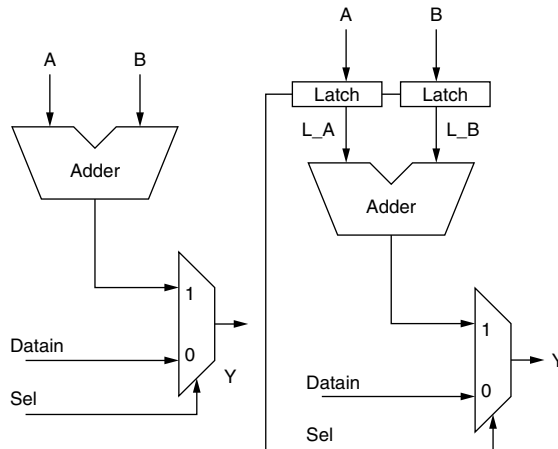 A B
Adder
1
Datain 0
Y
Sel
A B
Latch Latch
L_A L_B
Adder
1
Y
Datain 0
Sel